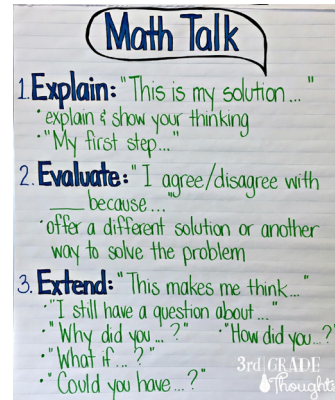 Math Talk
1. Explain: "This is my solution..."
• explain & show your thinking
• "My first step..."
2. Evaluate: "I agree/disagree with
____ because..."
• offer a different solution or another
way to solve the problem
3. Extend: "This makes me think..."
• "I still have a question about..."
• "Why did you...?" • "How did you...?"
• "What if...?"
• "Could you have...?"
3rd GRADE
Thoughts